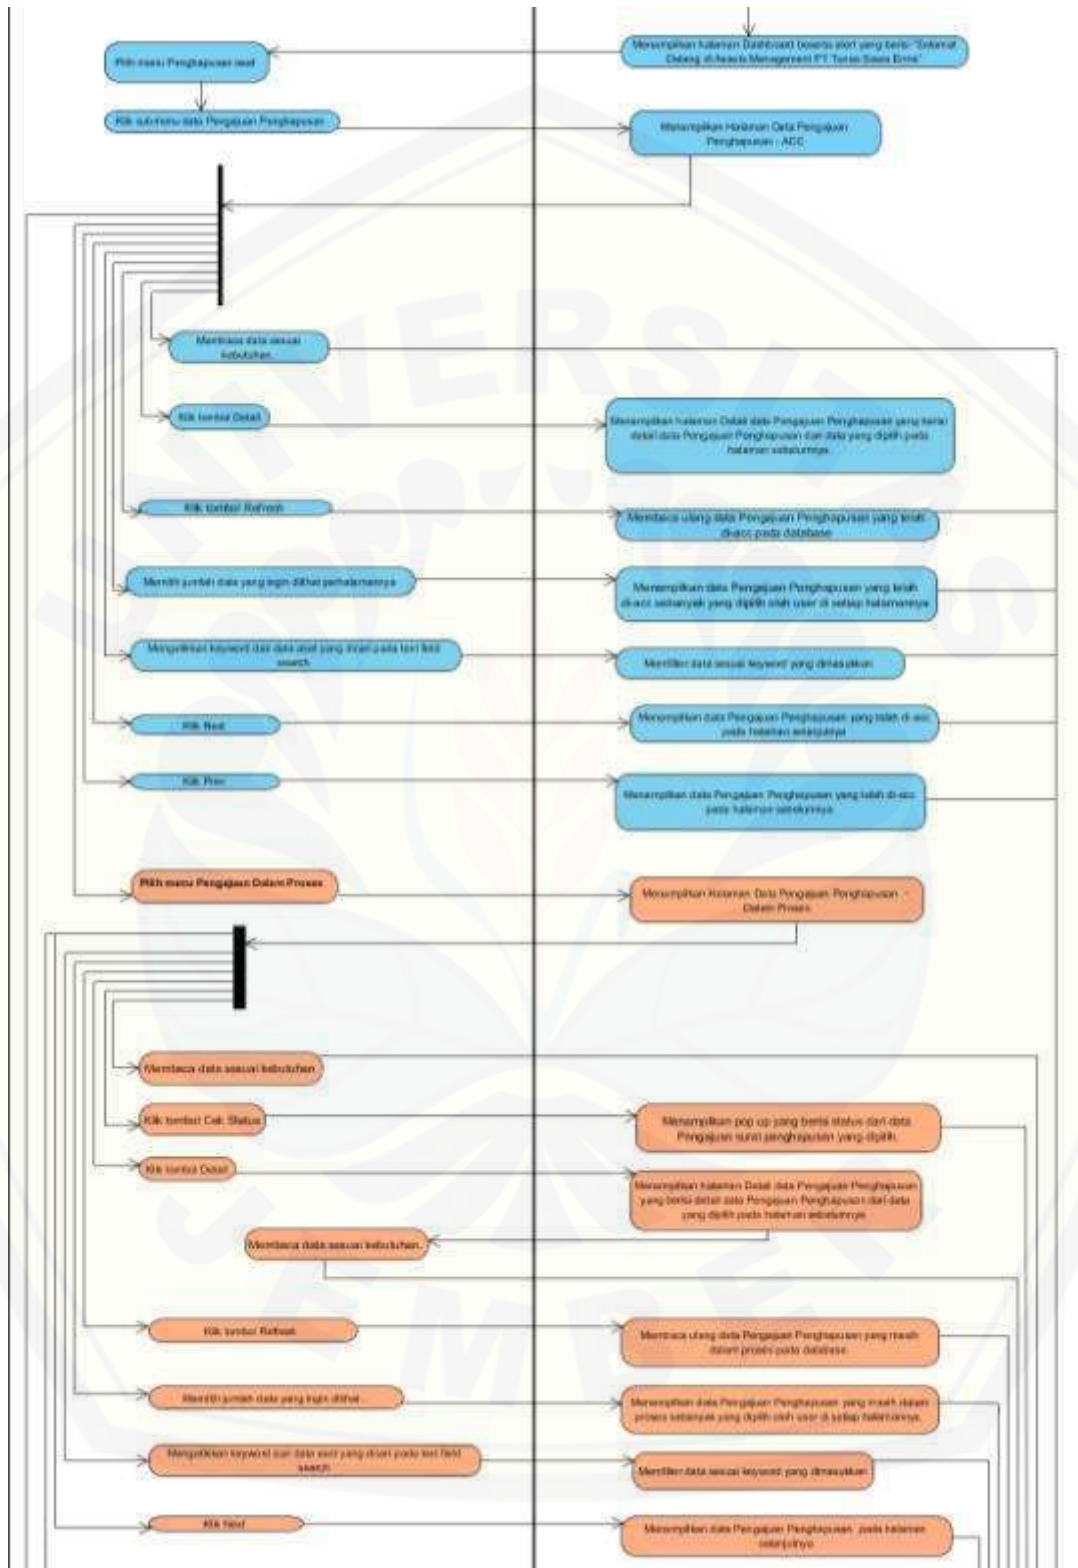 Menampilkan halaman Dashboard beserta alert yang berisi "Selamat
Datang di Assets Management PT
Pilih menu Penghapusan aset
Klik submenu data Pengajuan Penghapusan
Menampilkan Halaman Data Pengajuan
Penghapusan - ACC
Membaca data sesuai
kebutuhan.
Klik tombol Detail
Menampilkan halaman Detail data Pengajuan Penghapusan yang berisi
detail data Pengajuan Penghapusan dari data yang dipilih pada
halaman sebelumnya.
Klik tombol Refresh
Membaca ulang data Pengajuan Penghapusan yang telah
di-acc pada database
Memilih jumlah data yang ingin dilihat perhalamannya
Menampilkan data Pengajuan Penghapusan yang telah
di-acc sebanyak yang dipilih oleh user di setiap halamannya
Mengetikkan keyword dari data aset yang dicari pada text field
search
Memfilter data sesuai keyword yang dimasukkan
Klik Next
Menampilkan data Pengajuan Penghapusan yang telah di-acc
pada halaman selanjutnya
Klik Prev
Menampilkan data Pengajuan Penghapusan yang telah di-acc
pada halaman sebelumnya
Pilih menu Pengajuan Dalam Proses
Menampilkan Halaman Data Pengajuan Penghapusan -
Dalam Proses
Membaca data sesuai kebutuhan
Klik tombol Cek Status
Menampilkan pop up yang berisi status dari data
Pengajuan surat penghapusan yang dipilih.
Klik tombol Detail
Menampilkan halaman Detail data Pengajuan Penghapusan
yang berisi detail data Pengajuan Penghapusan dari data
yang dipilih pada halaman sebelumnya
Membaca data sesuai kebutuhan.
Klik tombol Refresh
Membaca ulang data Pengajuan Penghapusan yang masih
dalam proses pada database
Memilih jumlah data yang ingin dilihat
Menampilkan data Pengajuan Penghapusan yang masih dalam
proses sebanyak yang dipilih oleh user di setiap halamannya.
Mengetikkan keyword dari data aset yang dicari pada text field
search
Memfilter data sesuai keyword yang dimasukkan
Klik Next
Menampilkan data Pengajuan Penghapusan pada halaman
selanjutnya
UNIVERSITAS
JEMBER